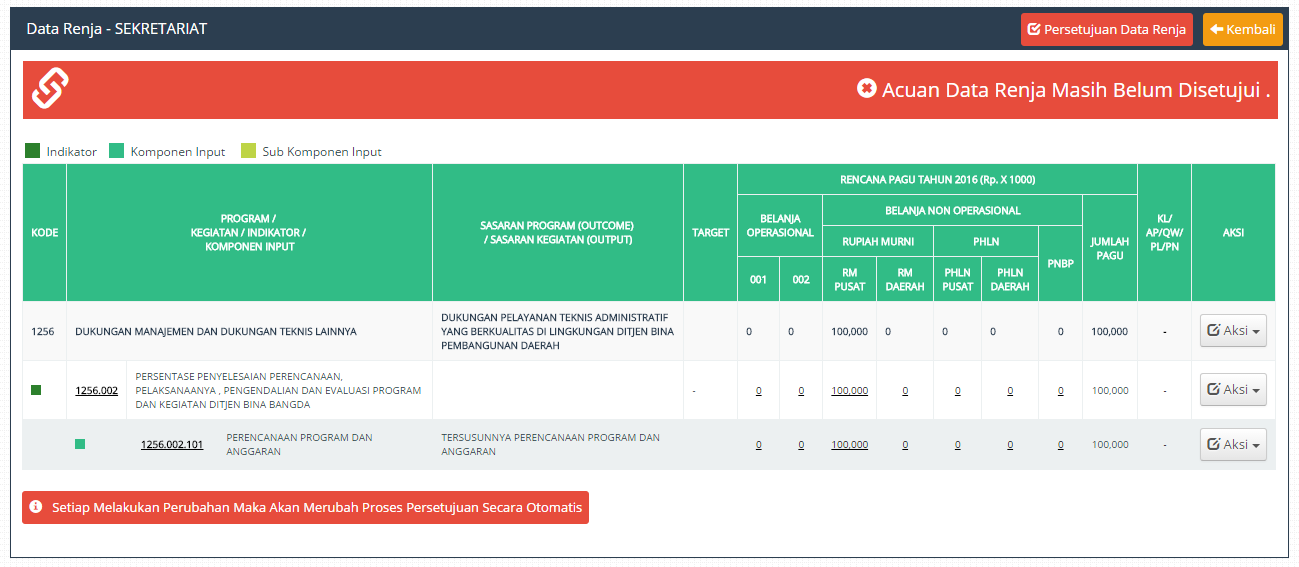 Data Renja - SEKRETARIAT
Persetujuan Data Renja
Kembali
Acuan Data Renja Masih Belum Disetujui .
Indikator
Komponen Input
Sub Komponen Input
KODE
PROGRAM /
KEGIATAN / INDIKATOR /
KOMPONEN INPUT
SASARAN PROGRAM (OUTCOME)
/ SASARAN KEGIATAN (OUTPUT)
TARGET
RENCANA PAGU TAHUN 2016 (Rp. X 1000)
BELANJA
OPERASIONAL
BELANJA NON OPERASIONAL
RUPIAH MURNI
PHLN
PNBP
JUMLAH
PAGU
001
002
RM
PUSAT
RM
DAERAH
PHLN
PUSAT
PHLN
DAERAH
KL/
AP/QW/
PL/PN
AKSI
1256
DUKUNGAN MANAJEMEN DAN DUKUNGAN TEKNIS LAINNYA
DUKUNGAN PELAYANAN TEKNIS ADMINISTRATIF
YANG BERKUALITAS DI LINGKUNGAN DITJEN BINA
PEMBANGUNAN DAERAH
0 0 100,000 0 0 0 0 100,000 -
Aksi
1256.002
PERSENTASE PENYELESAIAN PERENCANAAN,
PELAKSANAANYA , PENGENDALIAN DAN EVALUASI PROGRAM
DAN KEGIATAN DITJEN BINA BANGDA
- 0 0 100,000 0 0 0 0 100,000 -
Aksi
1256.002.101
PERENCANAAN PROGRAM DAN
ANGGARAN
TERSUSUNNYA PERENCANAAN PROGRAM DAN
ANGGARAN
0 0 100,000 0 0 0 0 100,000 -
Aksi
Setiap Melakukan Perubahan Maka Akan Merubah Proses Persetujuan Secara Otomatis